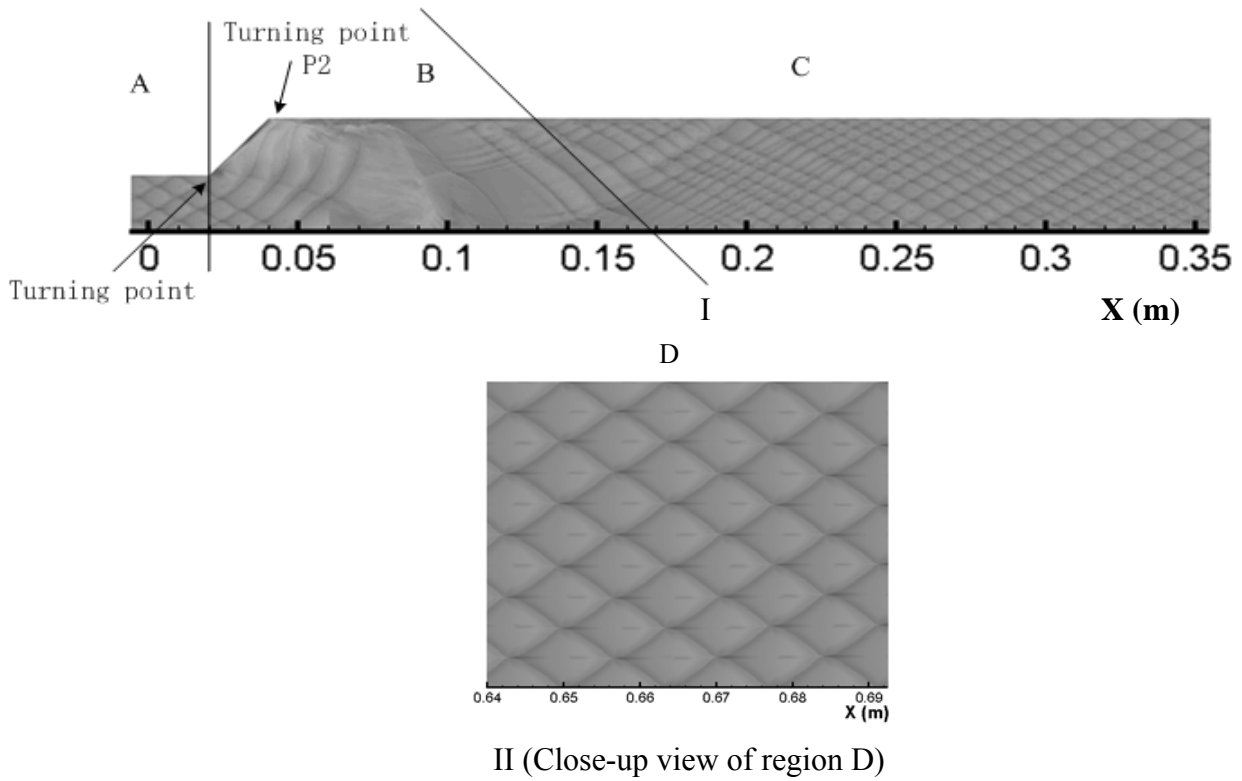 Turning point
P2
A
B
C
0 0.05 0.1 0.15 0.2 0.25 0.3 0.35
Turning point
I
X (m)
D
0.64 0.65 0.66 0.67 0.68 0.69
X (m)
II (Close-up view of region D)